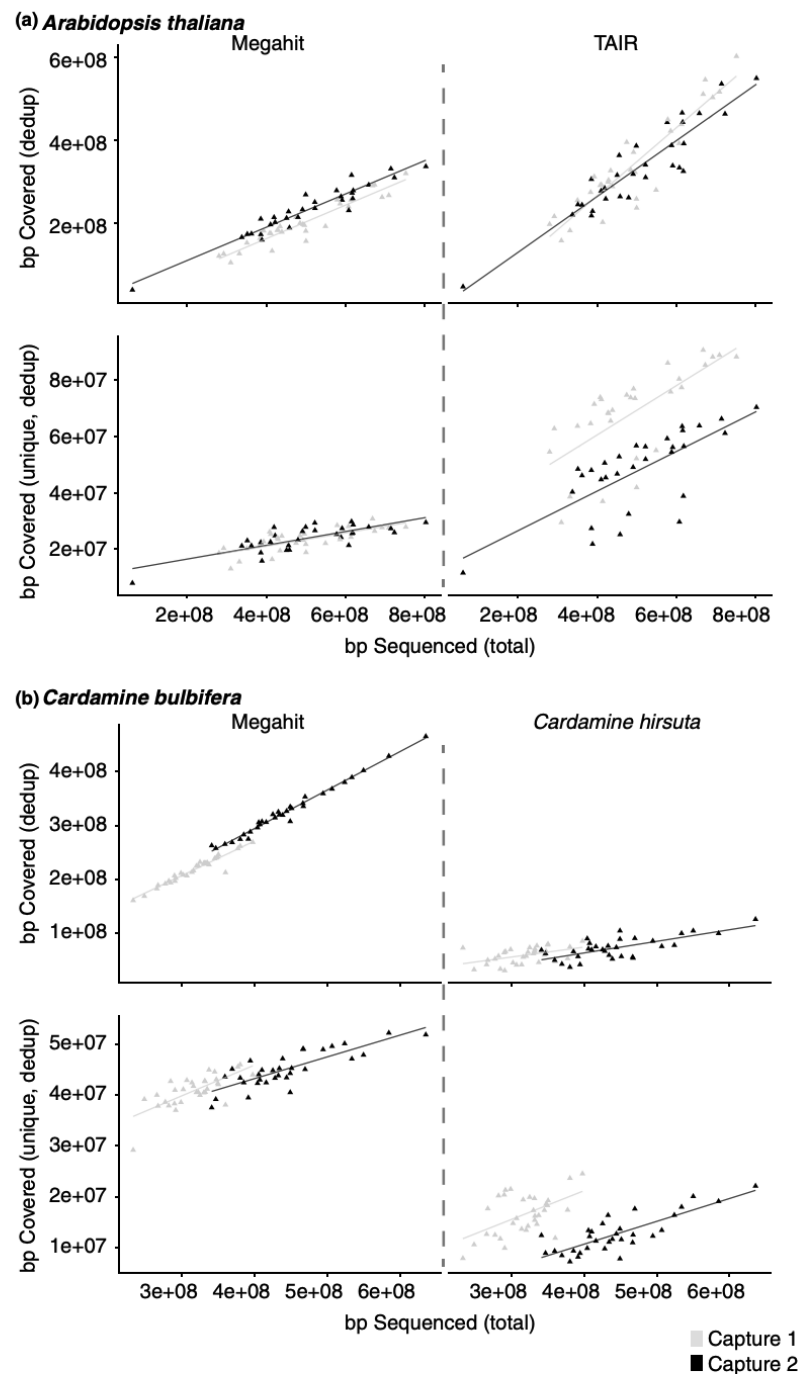 (a) Arabidopsis thaliana
Megahit
TAIR
bp Covered (dedup)
6e+08
4e+08
2e+08
bp Covered (unique, dedup)
8e+07
6e+07
4e+07
2e+07
2e+08 4e+08 6e+08 8e+08 2e+08 4e+08 6e+08 8e+08
bp Sequenced (total)
(b) Cardamine bulbifera
Megahit
Cardamine hirsuta
bp Covered (dedup)
4e+08
3e+08
2e+08
1e+08
bp Covered (unique, dedup)
5e+07
4e+07
3e+07
2e+07
1e+07
3e+08 4e+08 5e+08 6e+08 3e+08 4e+08 5e+08 6e+08
bp Sequenced (total)
Capture 1
Capture 2